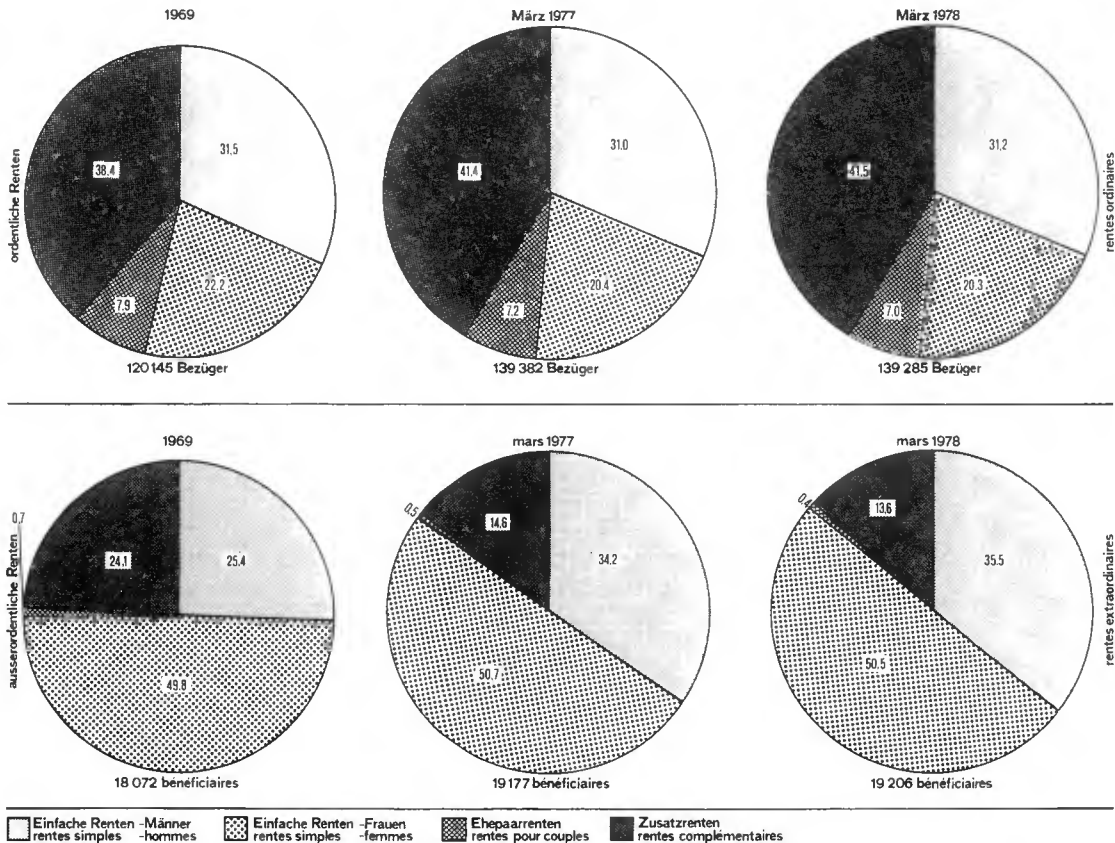 1969
März 1977
März 1978
ordentliche Renten
38.4
31,5
7.9
22.2
41.4
31.0
7.2
20.4
41,5
31,2
7.0
20.3
rentes ordinaires
120 145 Bezüger
139 382 Bezüger
139 285 Bezüger
1969
mars 1977
mars 1978
ausserordentliche Renten
0,7
24.1
25.4
49.8
0.5
14.6
34.2
50.7
0.4
13.6
35.5
50.5
rentes extraordinaires
18 072 bénéficiaires
19 177 bénéficiaires
19 206 bénéficiaires
Einfache Renten -Männer
rentes simples -hommes
Einfache Renten -Frauen
rentes simples -femmes
Ehepaarrenten
rentes pour couples
Zusatzrenten
rentes complémentaires